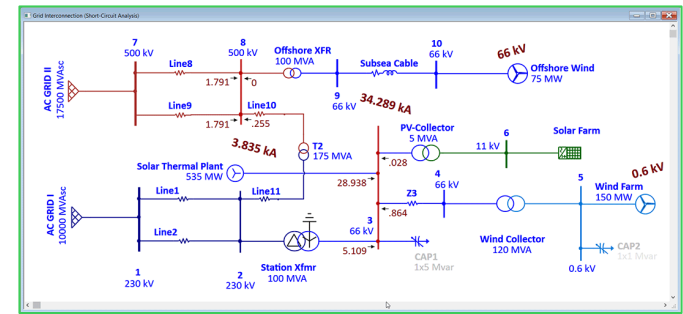 Grid Interconnection (Short-Circuit Analysis)
7
500 kV
8
500 kV
Offshore XFR
100 MVA
Subsea Cable
10
66 kV
66 kV
Offshore Wind
75 MW
Line8
1.791
0
9
66 kV
AC GRID II
17500 MVAsc
Line9
Line10
1.791
.255
34.289 kA
3.835 kA
T2
175 MVA
PV-Collector
5 MVA
6
11 kV
Solar Farm
.028
Solar Thermal Plant
535 MW
28.938
4
66 kV
5
0.6 kV
Wind Farm
150 MW
AC GRID I
10000 MVAsc
Line1
Line11
Z3
.864
Line2
3
66 kV
5.109
CAP1
1x5 Mvar
Wind Collector
120 MVA
CAP2
1x1 Mvar
0.6 kV
1
230 kV
2
230 kV
Station Xfmr
100 MVA